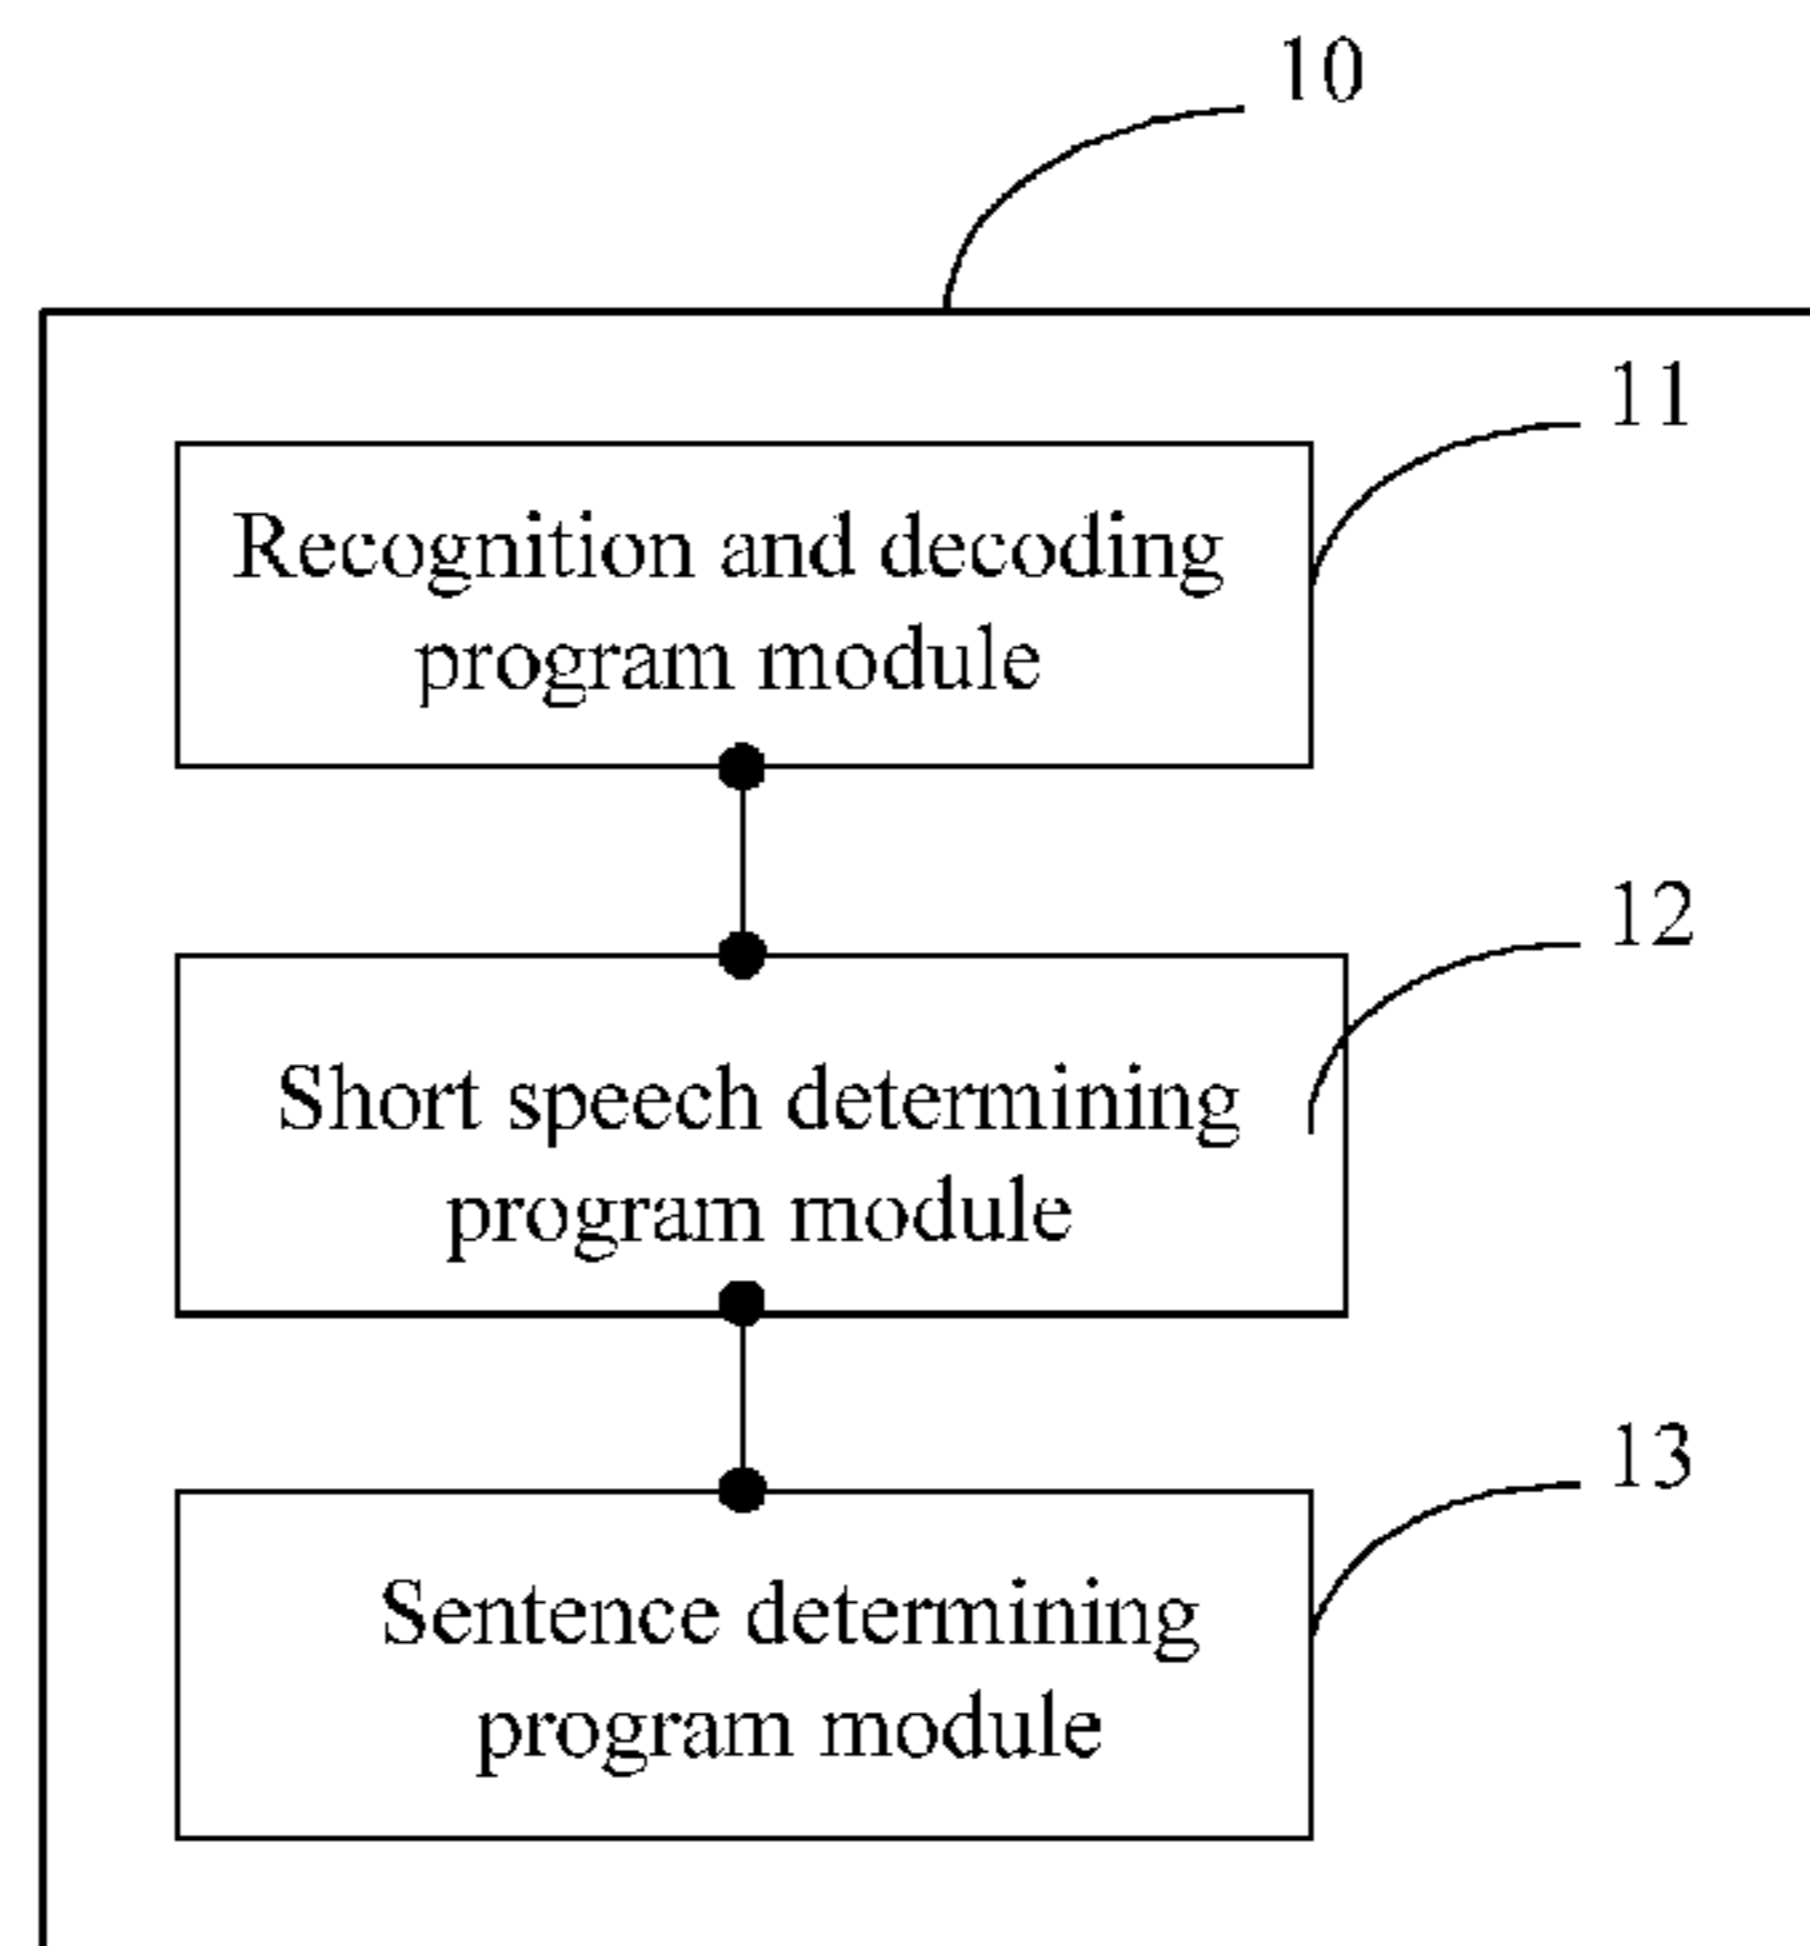 10
11
Recognition and decoding
program module
12
Short speech determining
program module
13
Sentence determining
program module